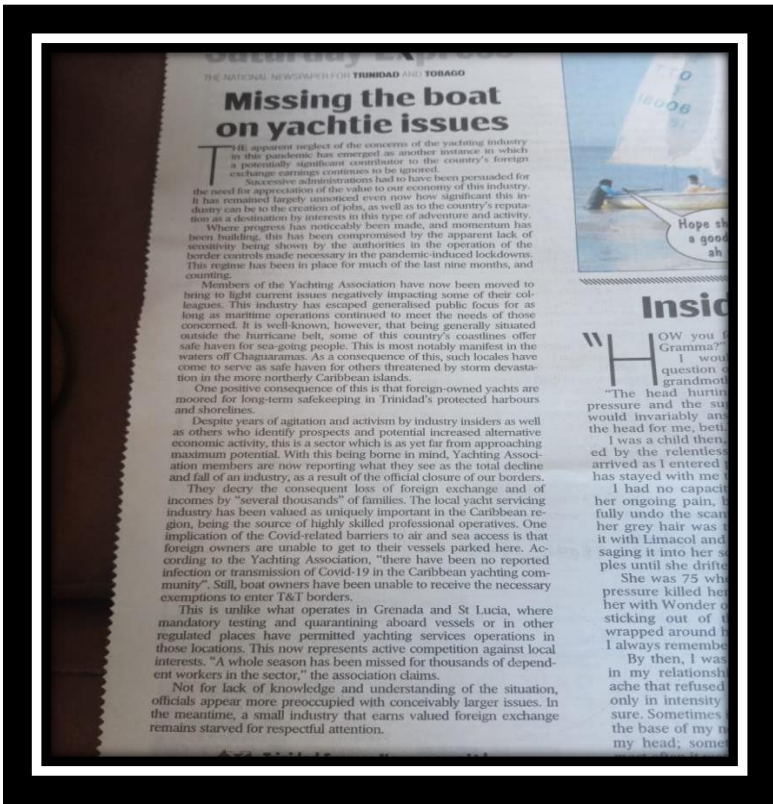 Saturday Express
THE NATIONAL NEWSPAPER FOR TRINIDAD AND TOBAGO
Missing the boat
on yachtie issues
THE apparent neglect of the concerns of the yachting industry
in this pandemic has emerged as another instance in which
a potentially significant contributor to the country's foreign
exchange earnings continues to be ignored.
Successive administrations had to have been persuaded for
the need for appreciation of the value to our economy of this industry.
It has remained largely unnoticed even now how significant this in-
dustry can be to the creation of jobs, as well as to the country's reputa-
tion as a destination by interests in this type of adventure and activity.
Where progress has noticeably been made, and momentum has
been building, this has been compromised by the apparent lack of
sensitivity being shown by the authorities in the operation of the
border controls made necessary in the pandemic-induced lockdowns.
This regime has been in place for much of the last nine months, and
counting.
Members of the Yachting Association have now been moved to
bring to light current issues negatively impacting some of their col-
leagues. This industry has escaped generalised public focus for as
long as maritime operations continued to meet the needs of those
concerned. It is well-known, however, that being generally situated
outside the hurricane belt, some of this country's coastlines offer
safe haven for sea-going people. This is most notably manifest in the
waters off Chaguaramas. As a consequence of this, such locales have
come to serve as safe haven for others threatened by storm devasta-
tion in the more northerly Caribbean islands.
One positive consequence of this is that foreign-owned yachts are
moored for long-term safekeeping in Trinidad's protected harbours
and shorelines.
Despite years of agitation and activism by industry insiders as well
as others who identify prospects and potential increased alternative
economic activity, this is a sector which is as yet far from approaching
maximum potential. With this being borne in mind, Yachting Associ-
ation members are now reporting what they see as the total decline
and fall of an industry, as a result of the official closure of our borders.
They decry the consequent loss of foreign exchange and of
incomes by "several thousands" of families. The local yacht servicing
industry has been valued as uniquely important in the Caribbean re-
gion, being the source of highly skilled professional operatives. One
implication of the Covid-related barriers to air and sea access is that
foreign owners are unable to get to their vessels parked here. Ac-
cording to the Yachting Association, "there have been no reported
infection or transmission of Covid-19 in the Caribbean yachting com-
munity". Still, boat owners have been unable to receive the necessary
exemptions to enter T&T borders.
This is unlike what operates in Grenada and St Lucia, where
mandatory testing and quarantining aboard vessels or in other
regulated places have permitted yachting services operations in
those locations. This now represents active competition against local
interests. "A whole season has been missed for thousands of depend-
ent workers in the sector," the association claims.
Not for lack of knowledge and understanding of the situation,
officials appear more preoccupied with conceivably larger issues. In
the meantime, a small industry that earns valued foreign exchange
remains starved for respectful attention.
Hope sh
a good
ah
Insid
"HOW you f
Gramma?"
I wou
question o
grandmoth
"The head hurtin
pressure and the su
would invariably ans
the head for me, beti.
I was a child then,
ed by the relentless
arrived as I entered
has stayed with me
I had no capacit
her ongoing pain, b
fully undo the scar
her grey hair was
it with Limacol and
saging it into her s
ples until she drifte
She was 75 whe
pressure killed her
her with Wonder o
sticking out of t
wrapped around h
I always remembe
By then, I was
in my relationsh
ache that refused
only in intensity
sure. Sometimes
the base of my n
my head; some